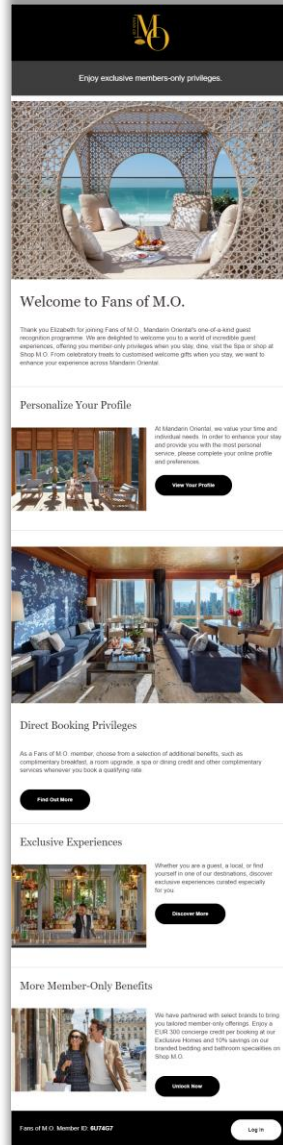 FANS OF
MO
Enjoy exclusive members-only privileges.
Welcome to Fans of M.O.
Thank you Elizabeth for joining Fans of M.O., Mandarin Oriental's one-of-a-kind guest
recognition programme. We are delighted to welcome you to a world of incredible guest
experiences, offering you member-only privileges when you stay, dine, visit the Spa or shop at
Shop M.O. From celebratory treats to customised welcome gifts when you stay, we want to
enhance your experience across Mandarin Oriental.
Personalize Your Profile
At Mandarin Oriental, we value your time and
individual needs. In order to enhance your stay
and provide you with the most personal
service, please complete your online profile
and preferences.
View Your Profile
Direct Booking Privileges
As a Fans of M.O. member, choose from a selection of additional benefits, such as
complimentary breakfast, a room upgrade, a spa or dining credit and other complimentary
services whenever you book a qualifying rate.
Find Out More
Exclusive Experiences
Whether you are a guest, a local, or find
yourself in one of our destinations, discover
exclusive experiences curated especially
for you.
Discover More
More Member-Only Benefits
We have partnered with select brands to bring
you tailored member-only offerings. Enjoy a
EUR 300 concierge credit per booking at our
Exclusive Homes and 10% savings on our
branded bedding and bathroom specialities on
Shop M.O.
Unlock Now
Fans of M.O. Member ID: 6U74G7
Log In